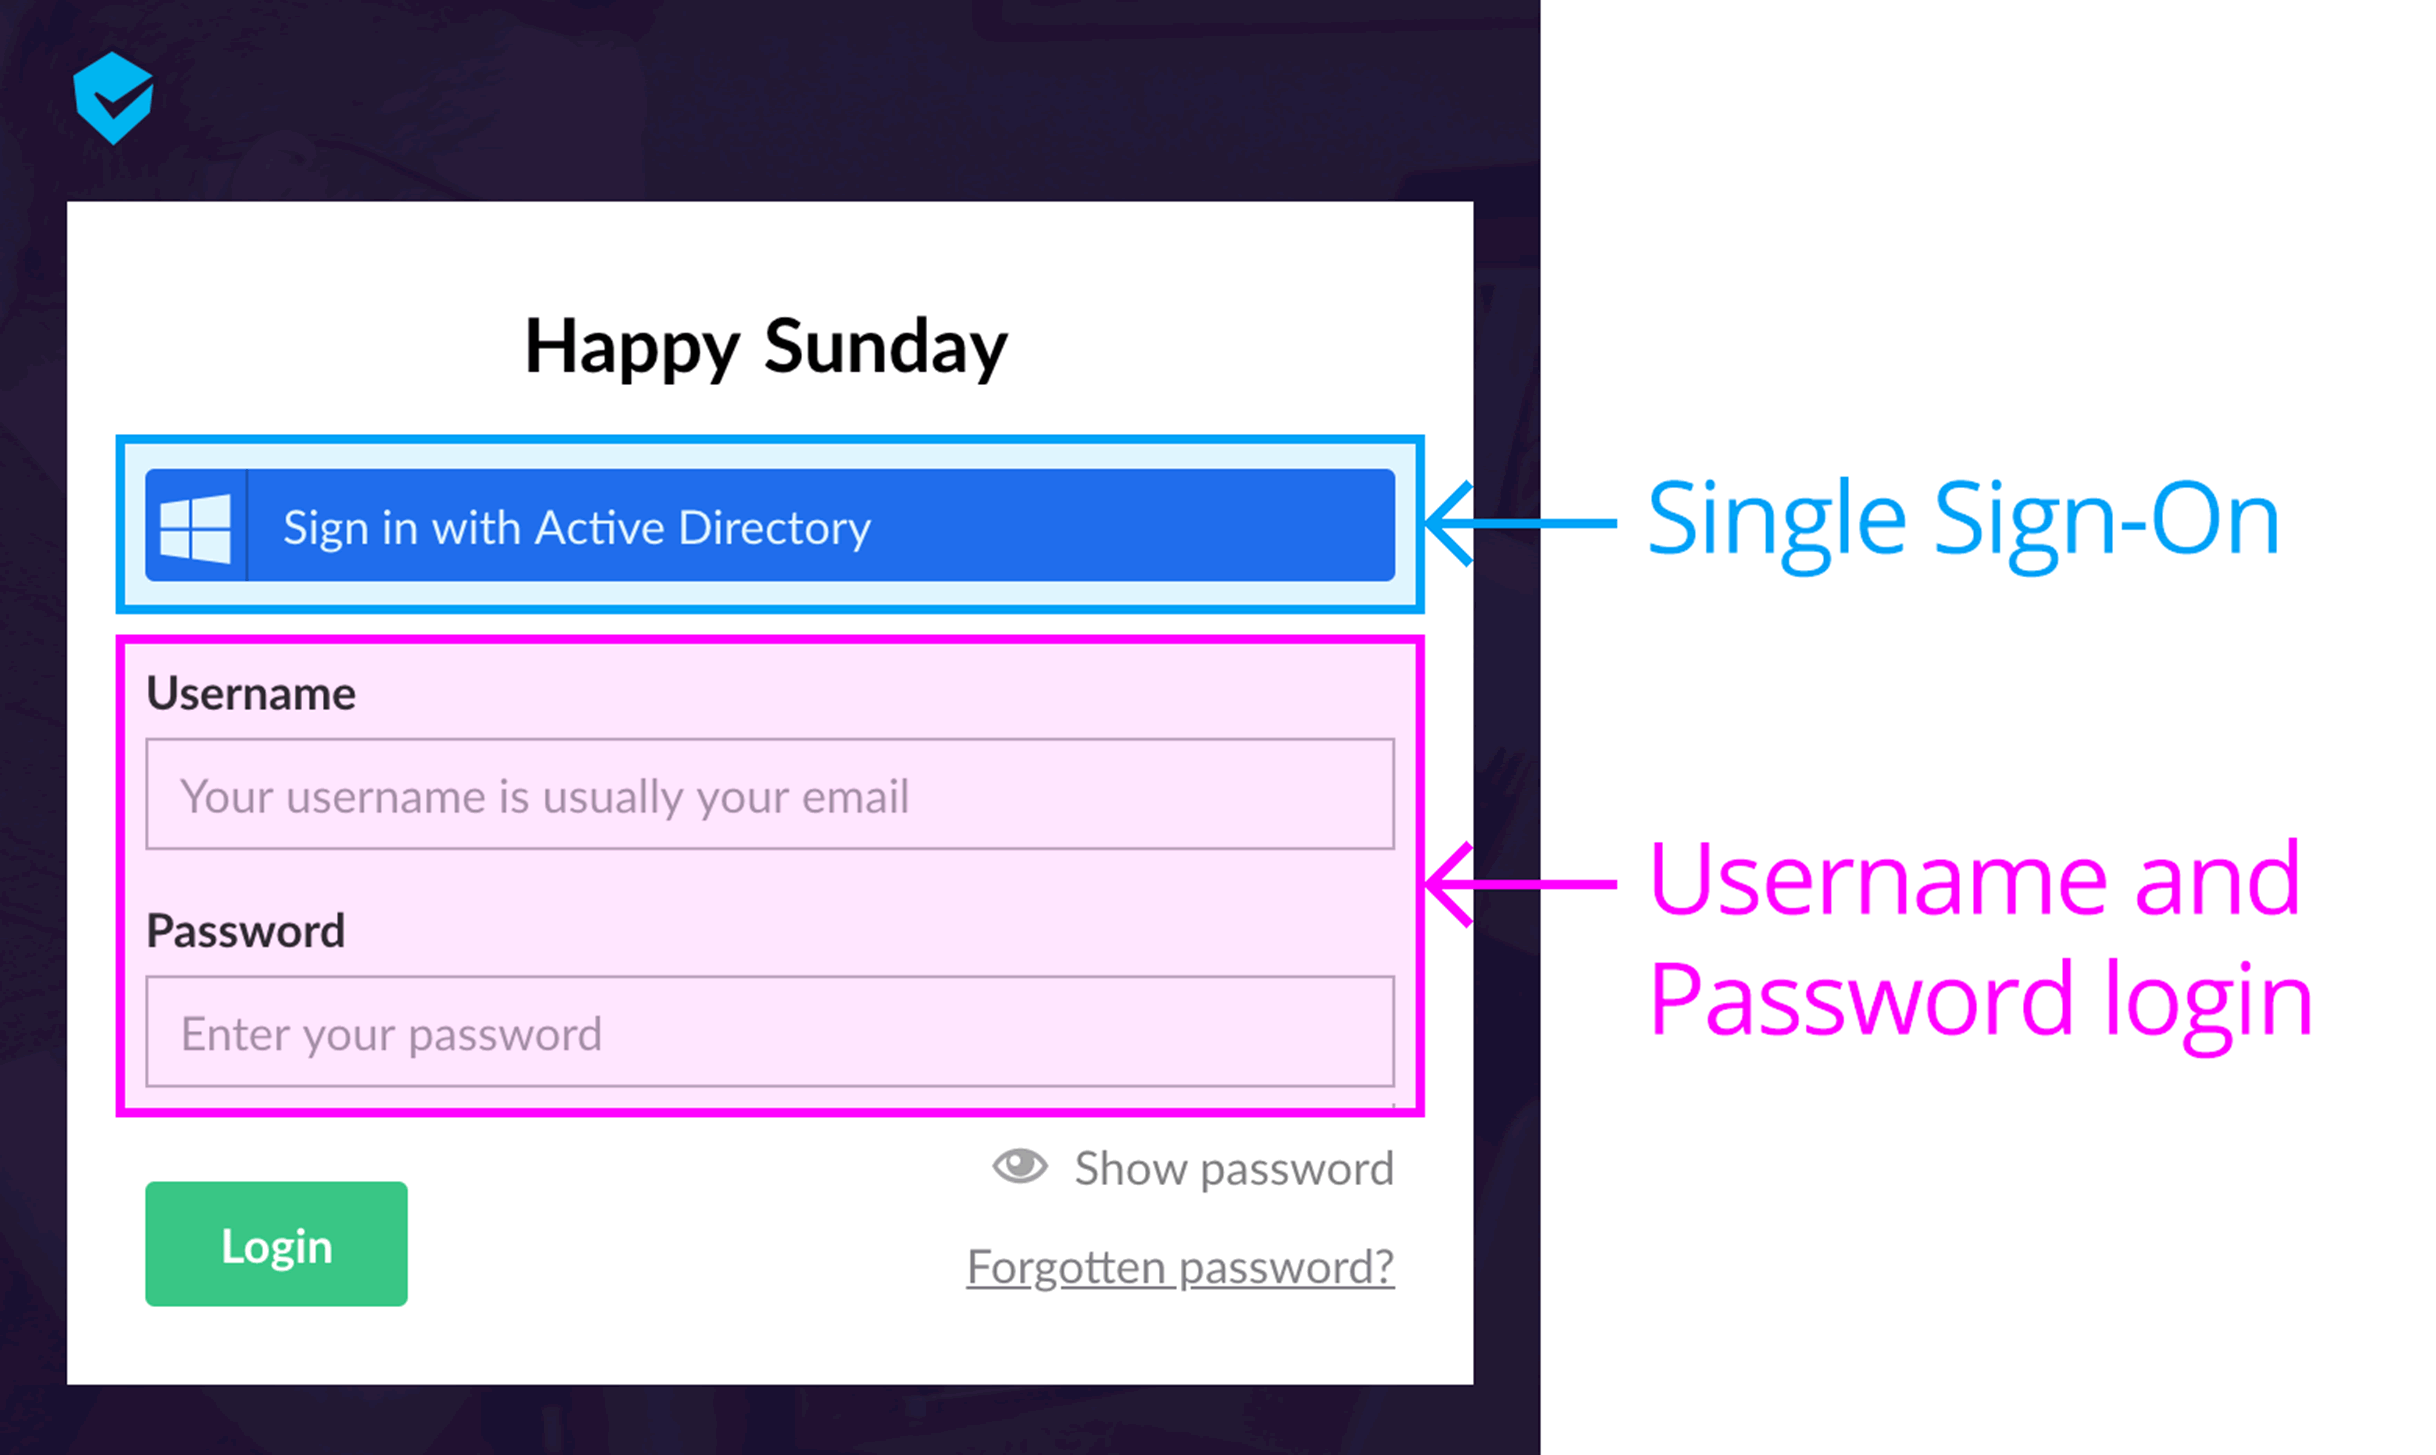 Happy Sunday
Sign in with Active Directory
Single Sign-On
Username
Your username is usually your email
Username and
Password login
Password
Enter your password
Show password
Login
Forgotten password?